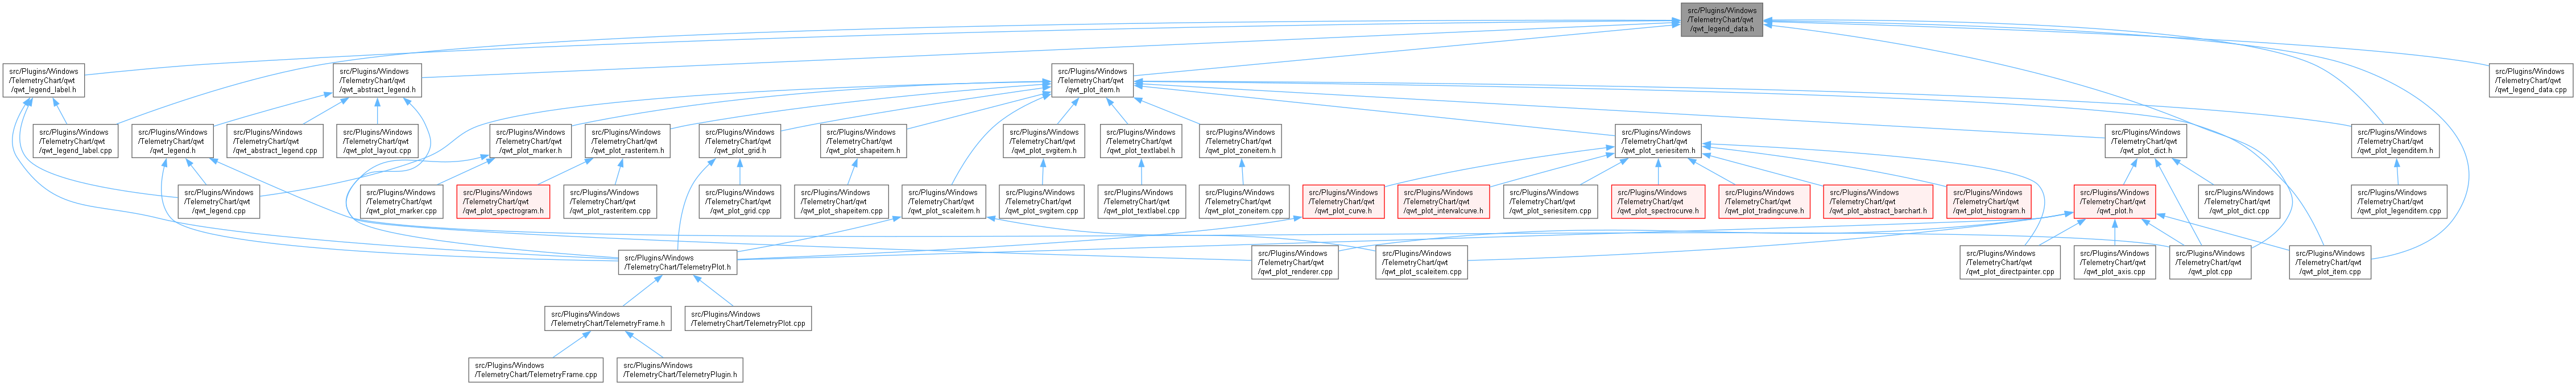 src/Plugins/Windows
/TelemetryChart/qwt
/qwt_legend_data.h
src/Plugins/Windows
/TelemetryChart/qwt
/qwt_legend_label.h
src/Plugins/Windows
/TelemetryChart/qwt
/qwt_abstract_legend.h
src/Plugins/Windows
/TelemetryChart/qwt
/qwt_plot_item.h
src/Plugins/Windows
/TelemetryChart/qwt
/qwt_legend_data.cpp
src/Plugins/Windows
/TelemetryChart/qwt
/qwt_legend_label.cpp
src/Plugins/Windows
/TelemetryChart/qwt
/qwt_legend.h
src/Plugins/Windows
/TelemetryChart/qwt
/qwt_abstract_legend.cpp
src/Plugins/Windows
/TelemetryChart/qwt
/qwt_plot_layout.cpp
src/Plugins/Windows
/TelemetryChart/qwt
/qwt_plot_marker.h
src/Plugins/Windows
/TelemetryChart/qwt
/qwt_plot_rasteritem.h
src/Plugins/Windows
/TelemetryChart/qwt
/qwt_plot_grid.h
src/Plugins/Windows
/TelemetryChart/qwt
/qwt_plot_shapeitem.h
src/Plugins/Windows
/TelemetryChart/qwt
/qwt_plot_svgitem.h
src/Plugins/Windows
/TelemetryChart/qwt
/qwt_plot_textlabel.h
src/Plugins/Windows
/TelemetryChart/qwt
/qwt_plot_zoneitem.h
src/Plugins/Windows
/TelemetryChart/qwt
/qwt_plot_seriesitem.h
src/Plugins/Windows
/TelemetryChart/qwt
/qwt_plot_dict.h
src/Plugins/Windows
/TelemetryChart/qwt
/qwt_plot_legenditem.h
src/Plugins/Windows
/TelemetryChart/qwt
/qwt_legend.cpp
src/Plugins/Windows
/TelemetryChart/qwt
/qwt_plot_marker.cpp
src/Plugins/Windows
/TelemetryChart/qwt
/qwt_plot_spectrogram.h
src/Plugins/Windows
/TelemetryChart/qwt
/qwt_plot_rasteritem.cpp
src/Plugins/Windows
/TelemetryChart/qwt
/qwt_plot_grid.cpp
src/Plugins/Windows
/TelemetryChart/qwt
/qwt_plot_shapeitem.cpp
src/Plugins/Windows
/TelemetryChart/qwt
/qwt_plot_scaleitem.h
src/Plugins/Windows
/TelemetryChart/qwt
/qwt_plot_svgitem.cpp
src/Plugins/Windows
/TelemetryChart/qwt
/qwt_plot_textlabel.cpp
src/Plugins/Windows
/TelemetryChart/qwt
/qwt_plot_zoneitem.cpp
src/Plugins/Windows
/TelemetryChart/qwt
/qwt_plot_curve.h
src/Plugins/Windows
/TelemetryChart/qwt
/qwt_plot_intervalcurve.h
src/Plugins/Windows
/TelemetryChart/qwt
/qwt_plot_seriesitem.cpp
src/Plugins/Windows
/TelemetryChart/qwt
/qwt_plot_spectrocurve.h
src/Plugins/Windows
/TelemetryChart/qwt
/qwt_plot_tradingcurve.h
src/Plugins/Windows
/TelemetryChart/qwt
/qwt_plot_abstract_barchart.h
src/Plugins/Windows
/TelemetryChart/qwt
/qwt_plot_histogram.h
src/Plugins/Windows
/TelemetryChart/qwt
/qwt_plot.h
src/Plugins/Windows
/TelemetryChart/qwt
/qwt_plot_dict.cpp
src/Plugins/Windows
/TelemetryChart/qwt
/qwt_plot_legenditem.cpp
src/Plugins/Windows
/TelemetryChart/TelemetryPlot.h
src/Plugins/Windows
/TelemetryChart/qwt
/qwt_plot_renderer.cpp
src/Plugins/Windows
/TelemetryChart/qwt
/qwt_plot_scaleitem.cpp
src/Plugins/Windows
/TelemetryChart/qwt
/qwt_plot_directpainter.cpp
src/Plugins/Windows
/TelemetryChart/qwt
/qwt_plot_axis.cpp
src/Plugins/Windows
/TelemetryChart/qwt
/qwt_plot.cpp
src/Plugins/Windows
/TelemetryChart/qwt
/qwt_plot_item.cpp
src/Plugins/Windows
/TelemetryChart/TelemetryFrame.h
src/Plugins/Windows
/TelemetryChart/TelemetryPlot.cpp
src/Plugins/Windows
/TelemetryChart/TelemetryFrame.cpp
src/Plugins/Windows
/TelemetryChart/TelemetryPlugin.h